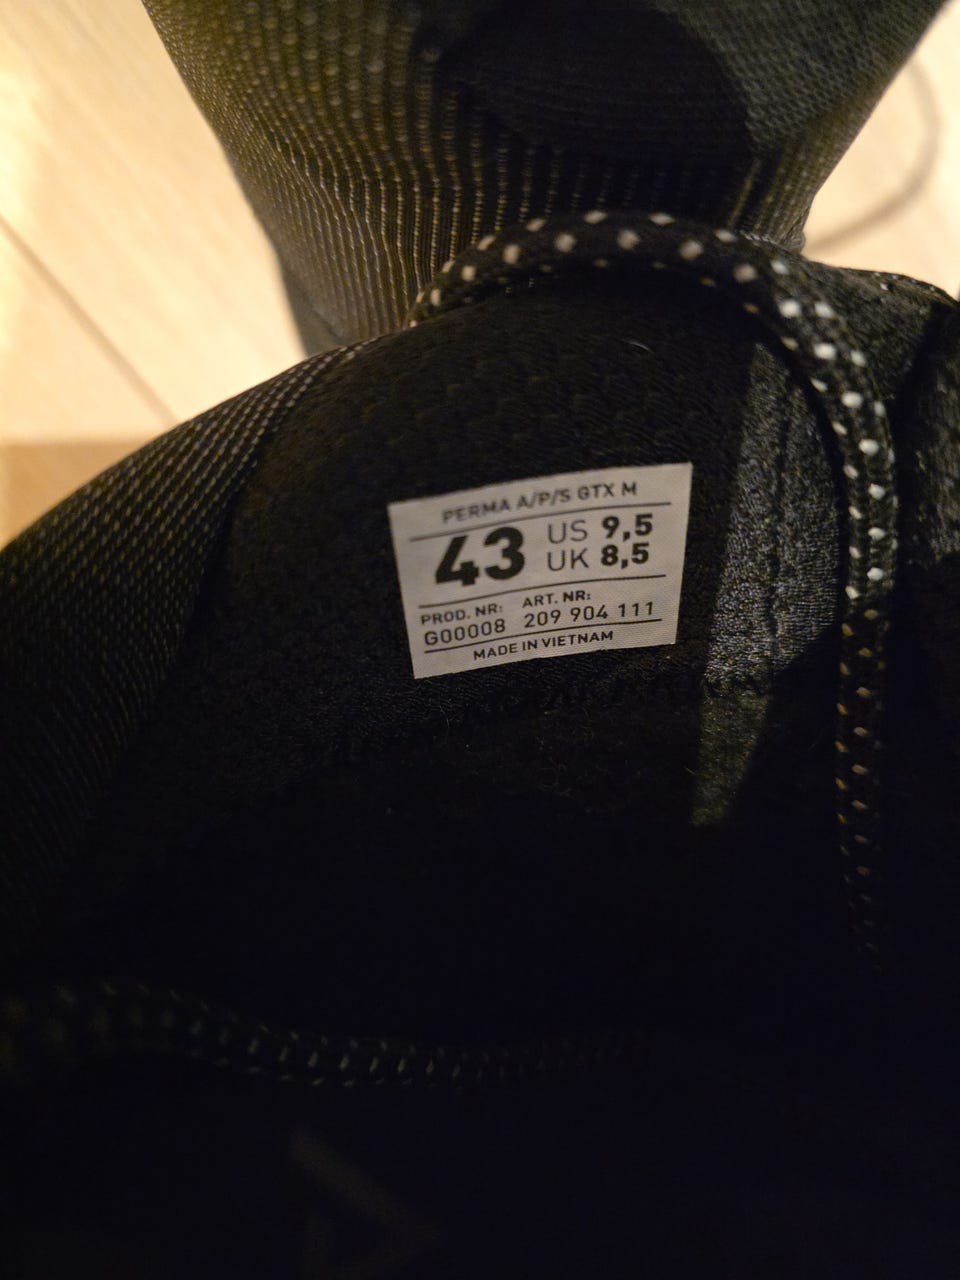 PERMA A/P/S GTX M
43 US 9,5
UK 8,5
PROD. NR: ART. NR:
G00008 209 904 111
MADE IN VIETNAM